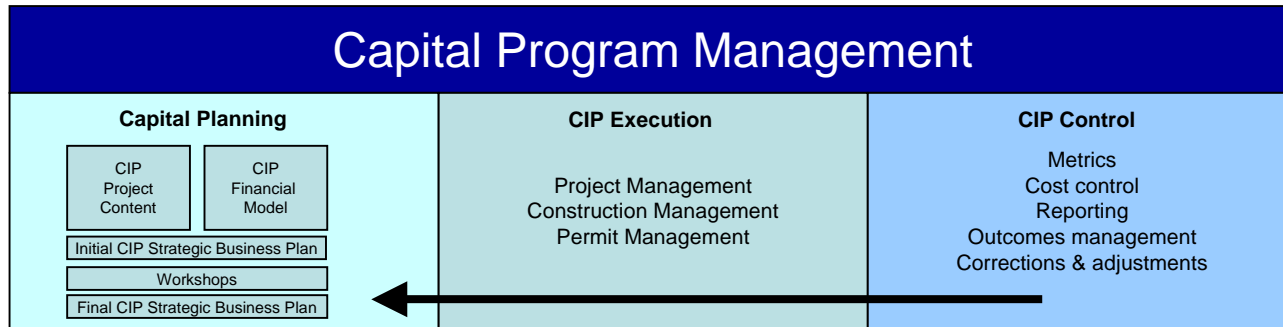 Capital Program Management
Capital Planning
CIP
Project
Content
CIP
Financial
Model
Initial CIP Strategic Business Plan
Workshops
Final CIP Strategic Business Plan
CIP Execution
Project Management
Construction Management
Permit Management
CIP Control
Metrics
Cost control
Reporting
Outcomes management
Corrections & adjustments